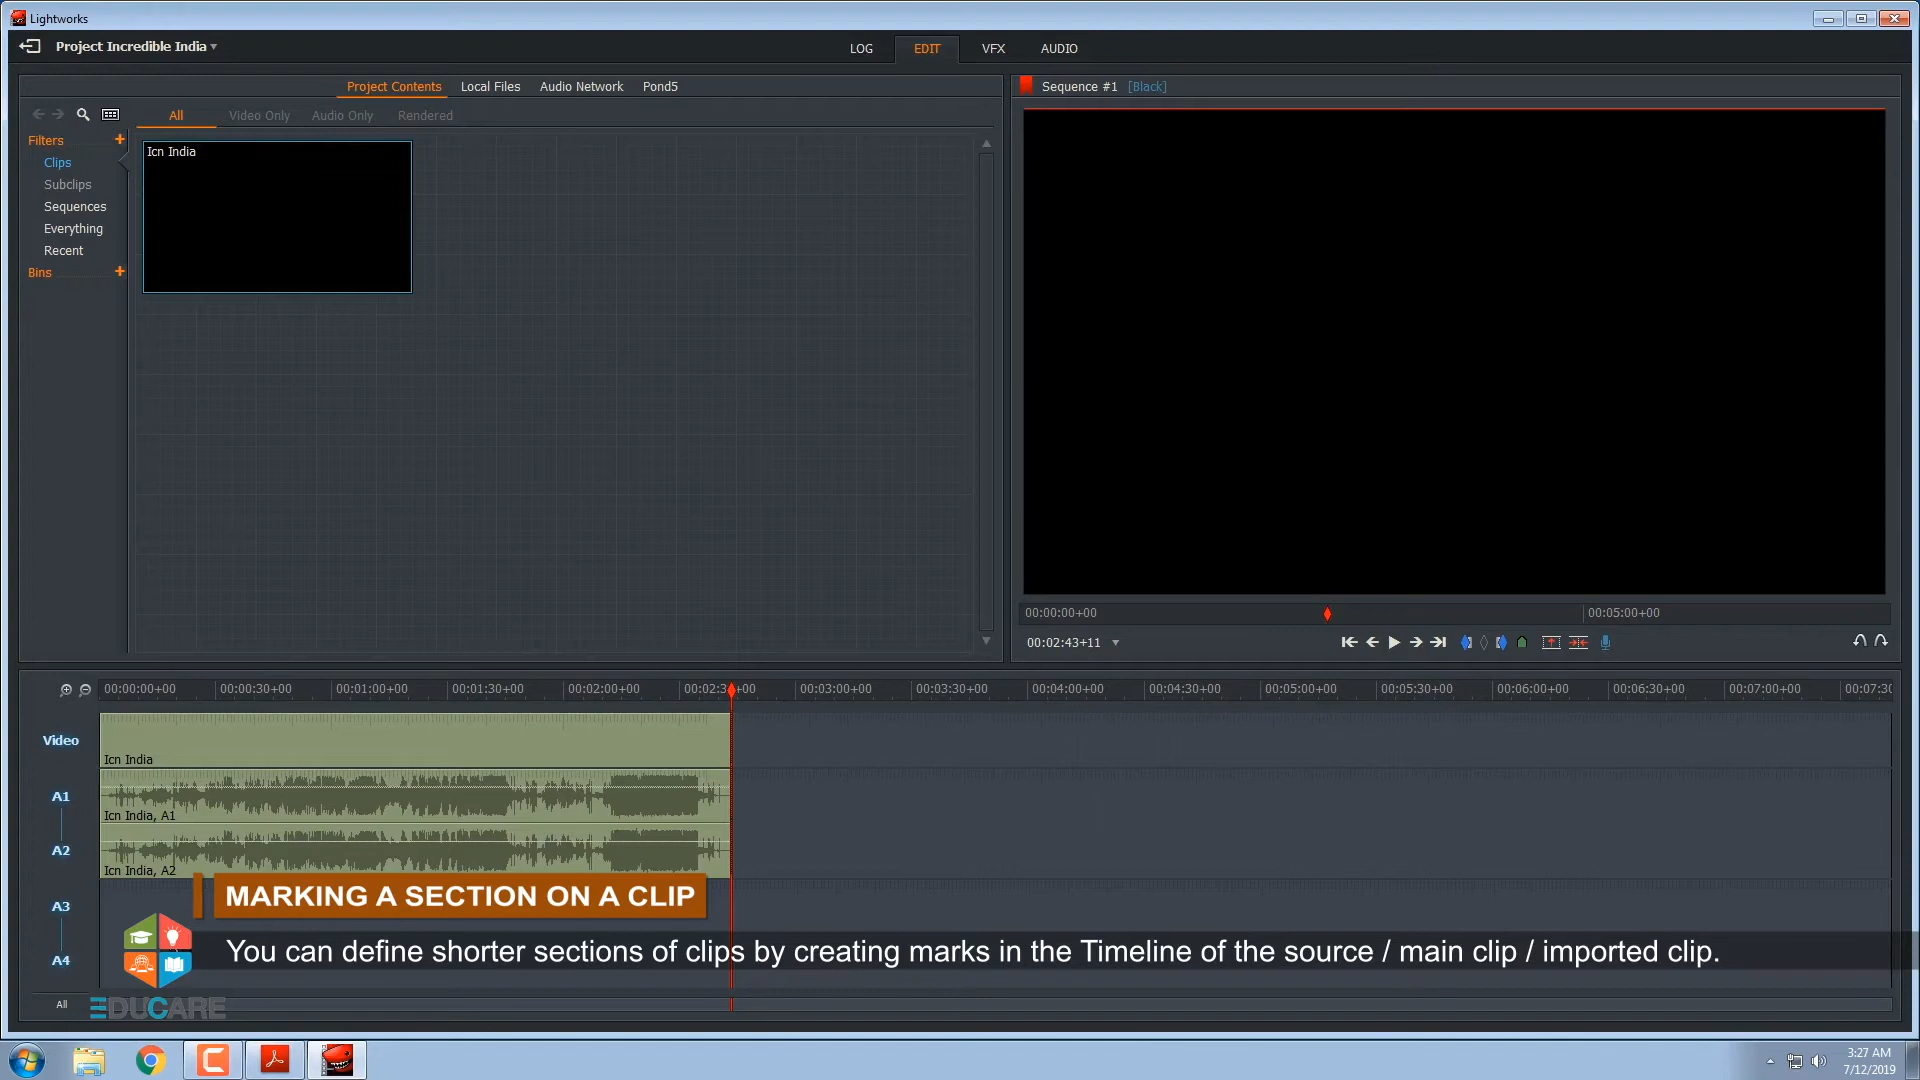 Lightworks
Project Incredible India
LOG EDIT VFX AUDIO
Project Contents Local Files Audio Network Pond5
Sequence #1 [Black]
All Video Only Audio Only Rendered
Filters +
Clips
Subclips
Sequences
Everything
Recent
Bins +
Icn India
00:00:00+00 00:05:00+00
00:02:43+11
00:00:00+00 00:00:30+00 00:01:00+00 00:01:30+00 00:02:00+00 00:02:3 +00 00:03:00+00 00:03:30+00 00:04:00+00 00:04:30+00 00:05:00+00 00:05:30+00 00:06:00+00 00:06:30+00 00:07:00+00 00:07:30
Video
Icn India
A1
Icn India, A1
A2
Icn India, A2
MARKING A SECTION ON A CLIP
A3
You can define shorter sections of clips by creating marks in the Timeline of the source / main clip / imported clip.
A4
All
EDUCARE
3:27 AM
7/12/2019